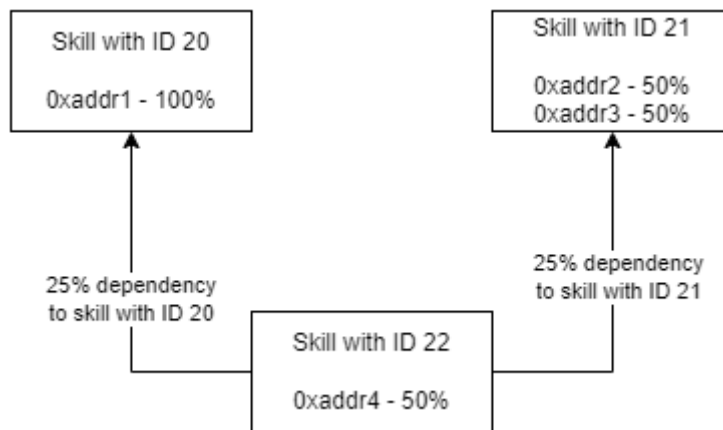 Skill with ID 20
0xaddr1 - 100%
Skill with ID 21
0xaddr2 - 50%
0xaddr3 - 50%
25% dependency
to skill with ID 20
25% dependency
to skill with ID 21
Skill with ID 22
0xaddr4 - 50%